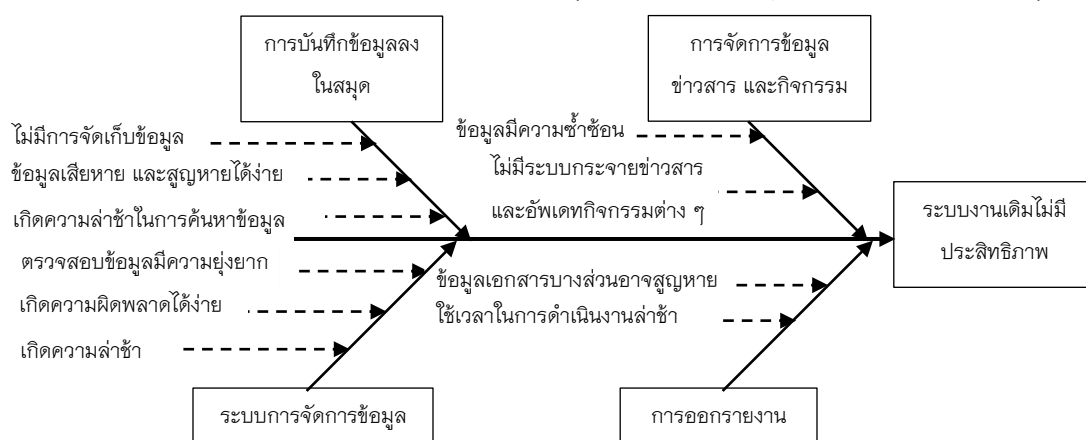 การบันทึกข้อมูลลง
ในสมุด
การจัดการข้อมูล
ข่าวสาร และกิจกรรม
ไม่มีการจัดเก็บข้อมูล
ข้อมูลเสียหาย และสูญหายได้ง่าย
เกิดความล่าช้าในการค้นหาข้อมูล
ข้อมูลมีความซ้ำซ้อน
ไม่มีระบบกระจายข่าวสาร
และอัพเดทกิจกรรมต่าง ๆ
ระบบงานเดิมไม่มี
ประสิทธิภาพ
ตรวจสอบข้อมูลมีความยุ่งยาก
เกิดความผิดพลาดได้ง่าย
เกิดความล่าช้า
ข้อมูลเอกสารบางส่วนอาจสูญหาย
ใช้เวลาในการดำเนินงานล่าช้า
ระบบการจัดการข้อมูล
การออกรายงาน